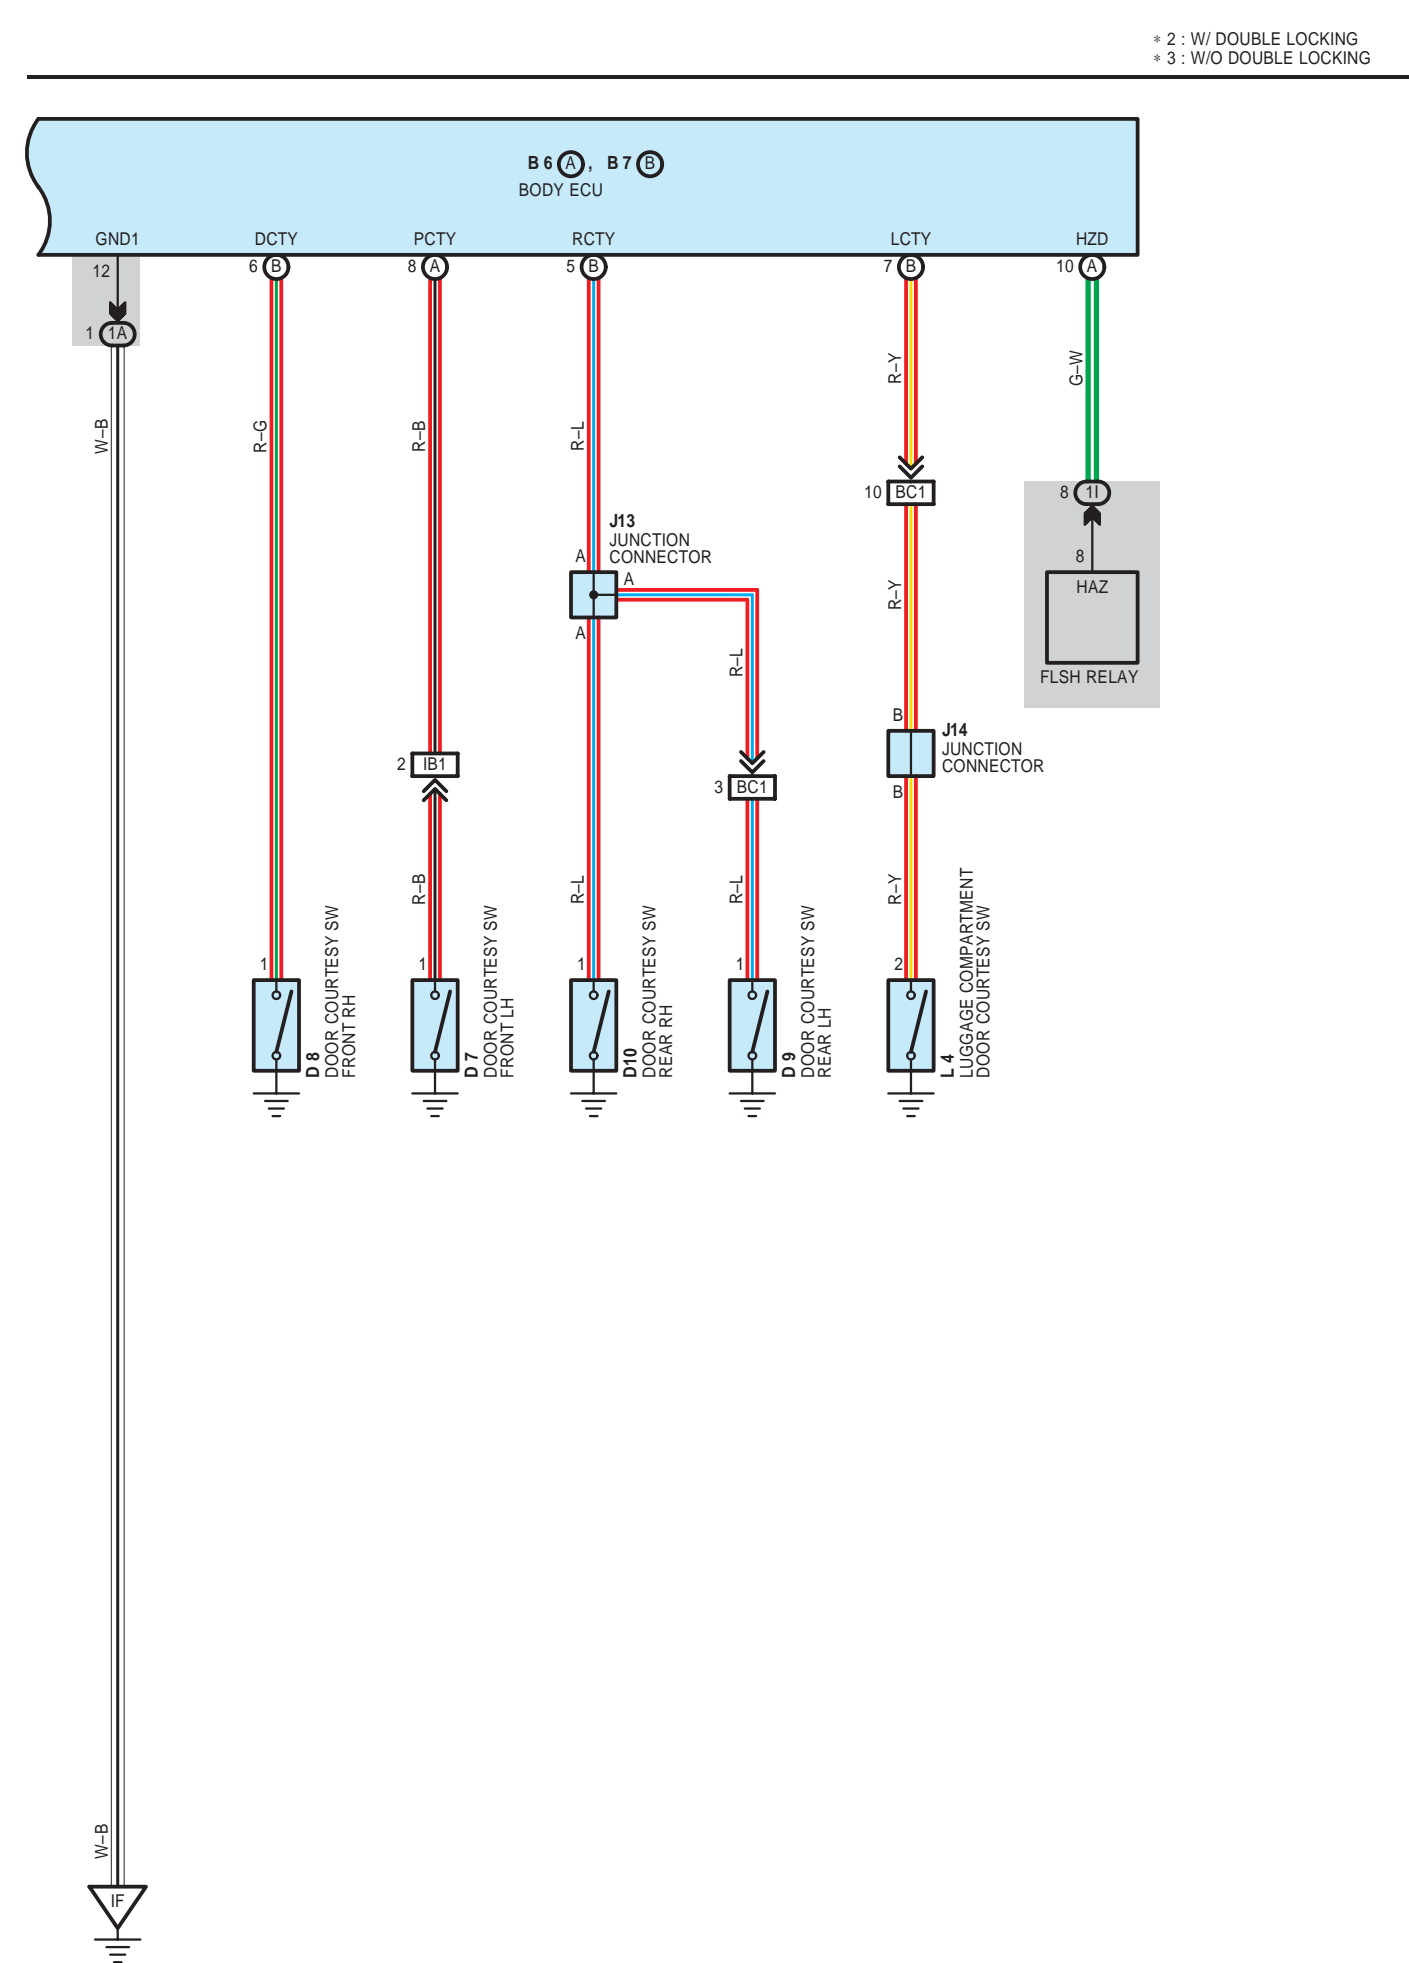 * 2 : W/ DOUBLE LOCKING
* 3 : W/O DOUBLE LOCKING
B 6 A , B 7 B
BODY ECU
GND1 DCTY PCTY RCTY LCTY HZD
12 6 B 8 A 5 B 7 B 10 A
1 1A
W–B
R–G
R–B
R–L
R–Y
G–W
10 BC1
8 1I
8
HAZ
FLSH RELAY
J13
JUNCTION
CONNECTOR
A
A
A
R–L
R–Y
B
J14
JUNCTION
CONNECTOR
B
2 IB1
3 BC1
R–B
R–L
R–L
R–Y
1
D 8
DOOR COURTESY SW
FRONT RH
1
D 7
DOOR COURTESY SW
FRONT LH
1
D10
DOOR COURTESY SW
REAR RH
1
D 9
DOOR COURTESY SW
REAR LH
2
L 4
LUGGAGE COMPARTMENT
DOOR COURTESY SW
W–B
IF